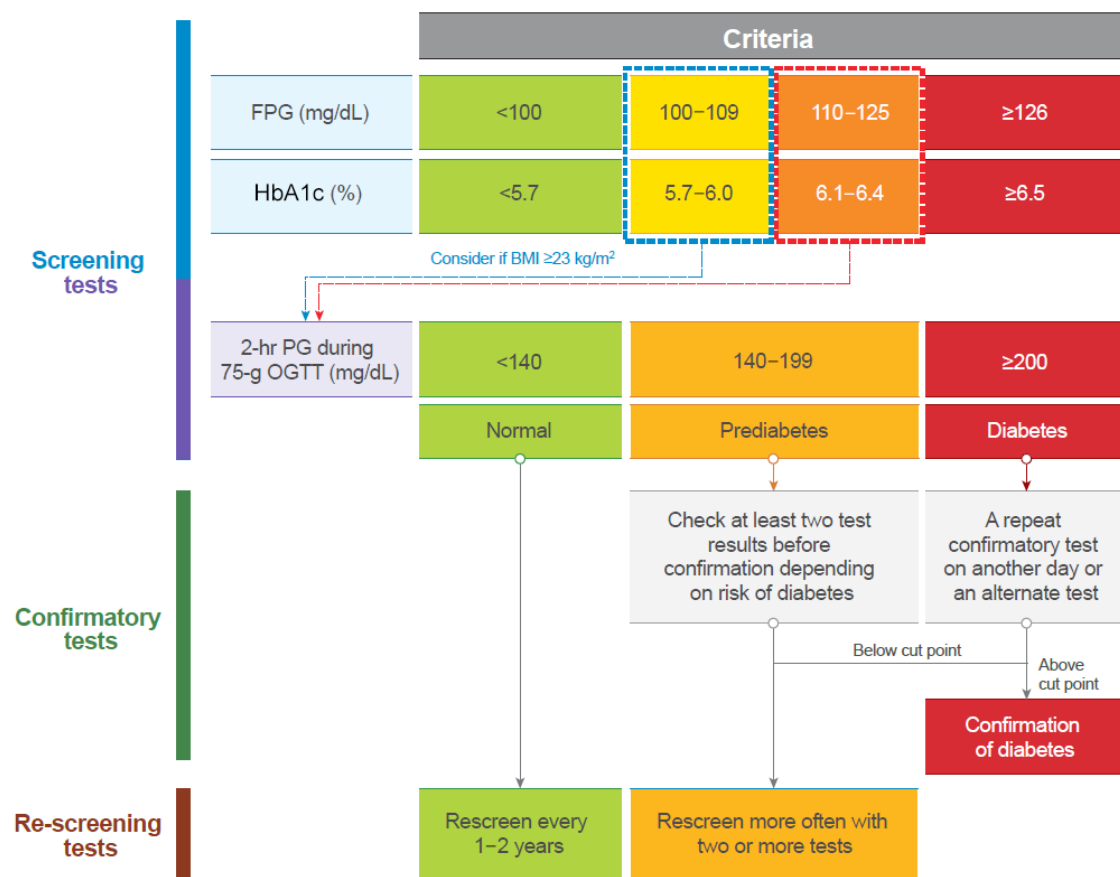 Criteria
FPG (mg/dL)
<100
100–109
110–125
≥126
HbA1c (%)
<5.7
5.7–6.0
6.1–6.4
≥6.5
Screening
tests
Consider if BMI ≥23 kg/m²
2-hr PG during
75-g OGTT (mg/dL)
<140
140–199
≥200
Normal
Prediabetes
Diabetes
Confirmatory
tests
Check at least two test
results before
confirmation depending
on risk of diabetes
A repeat
confirmatory test
on another day or
an alternate test
Below cut point
Above
cut point
Confirmation
of diabetes
Re-screening
tests
Rescreen every
1–2 years
Rescreen more often with
two or more tests